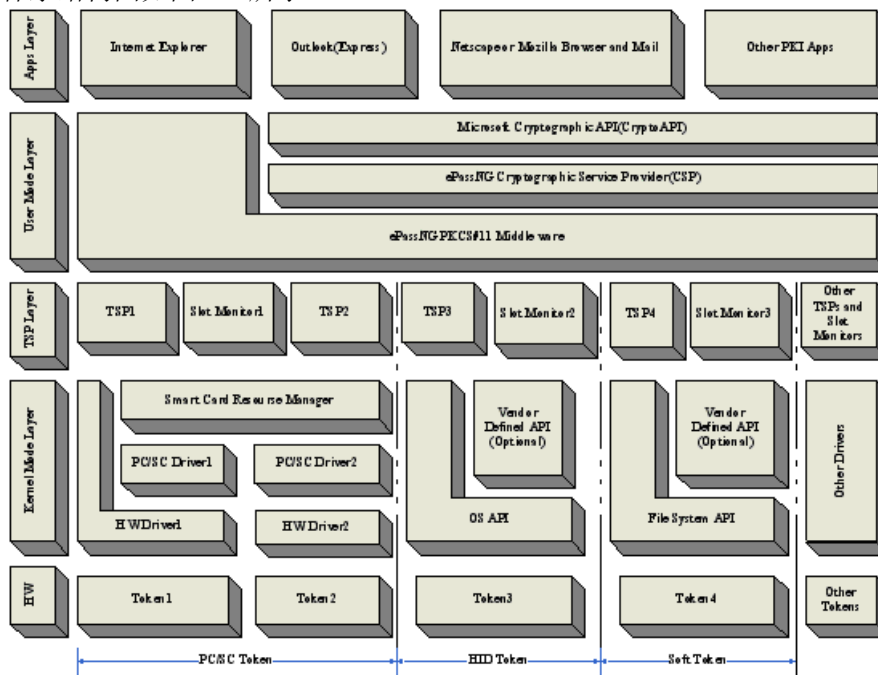 Apps Layer
Internet Explorer
Outlook(Express)
Netscape or Mozilla Browser and Mail
Other PKI Apps
User Mode Layer
Microsoft Cryptographic API(CryptoAPI)
ePassNG Cryptographic Service Provider(CSP)
ePassNG PKCS#11 Middle ware
TSP Layer
TSP1
Slot Monitor1
TSP2
TSP3
Slot Monitor2
TSP4
Slot Monitor3
Other
TSPs and
Slot
Monitors
Kernel Mode Layer
Smart Card Resourse Manager
Vendor
Defined API
(Optional)
Vendor
Defined API
(Optional)
PC/SC Driver1
PC/SC Driver2
HWDriver1
HWDriver2
OS API
File System API
Other Drivers
HW
Token1
Token2
Token3
Token4
Other
Tokens
PC/SC Token
HID Token
Soft Token